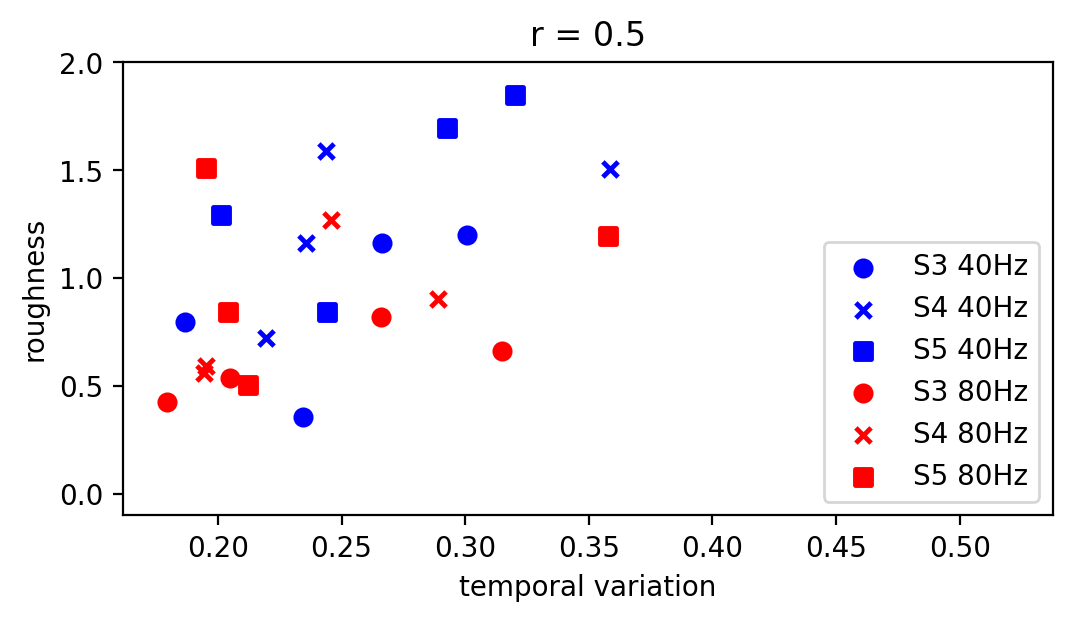 r = 0.5
2.0
1.5
1.0
0.5
0.0
roughness
S3 40Hz
S4 40Hz
S5 40Hz
S3 80Hz
S4 80Hz
S5 80Hz
0.20 0.25 0.30 0.35 0.40 0.45 0.50
temporal variation